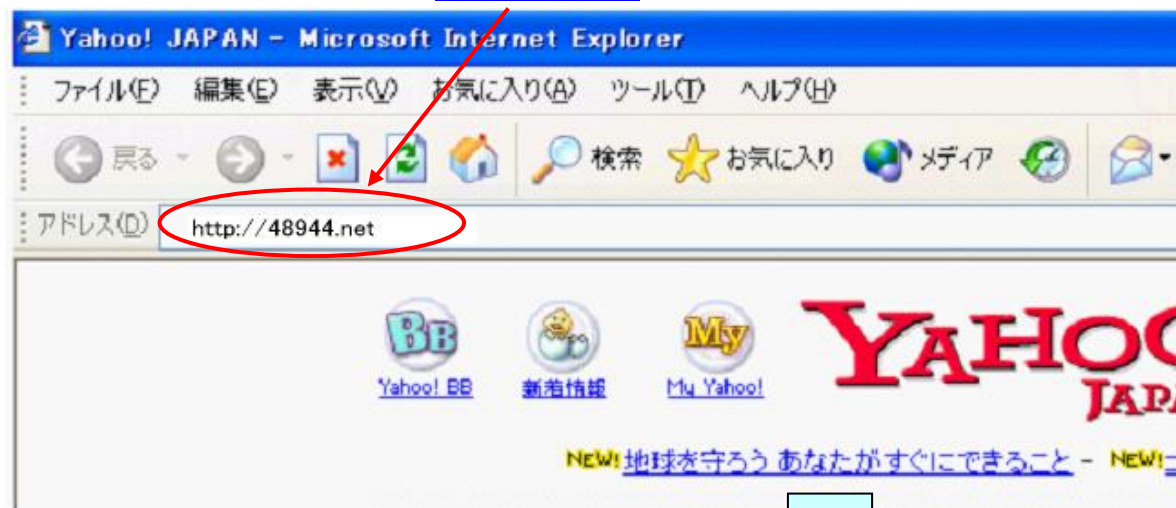 Yahoo! JAPAN - Microsoft Internet Explorer
ファイル(F) 編集(E) 表示(V) お気に入り(A) ツール(T) ヘルプ(H)
戻る 検索 お気に入り メディア
アドレス(D) http://48944.net
BB My YAHOO
JAPA
Yahoo! BB 新着情報 My Yahoo!
NEW! 地球を守ろう あなたがすぐにできること - NEW!